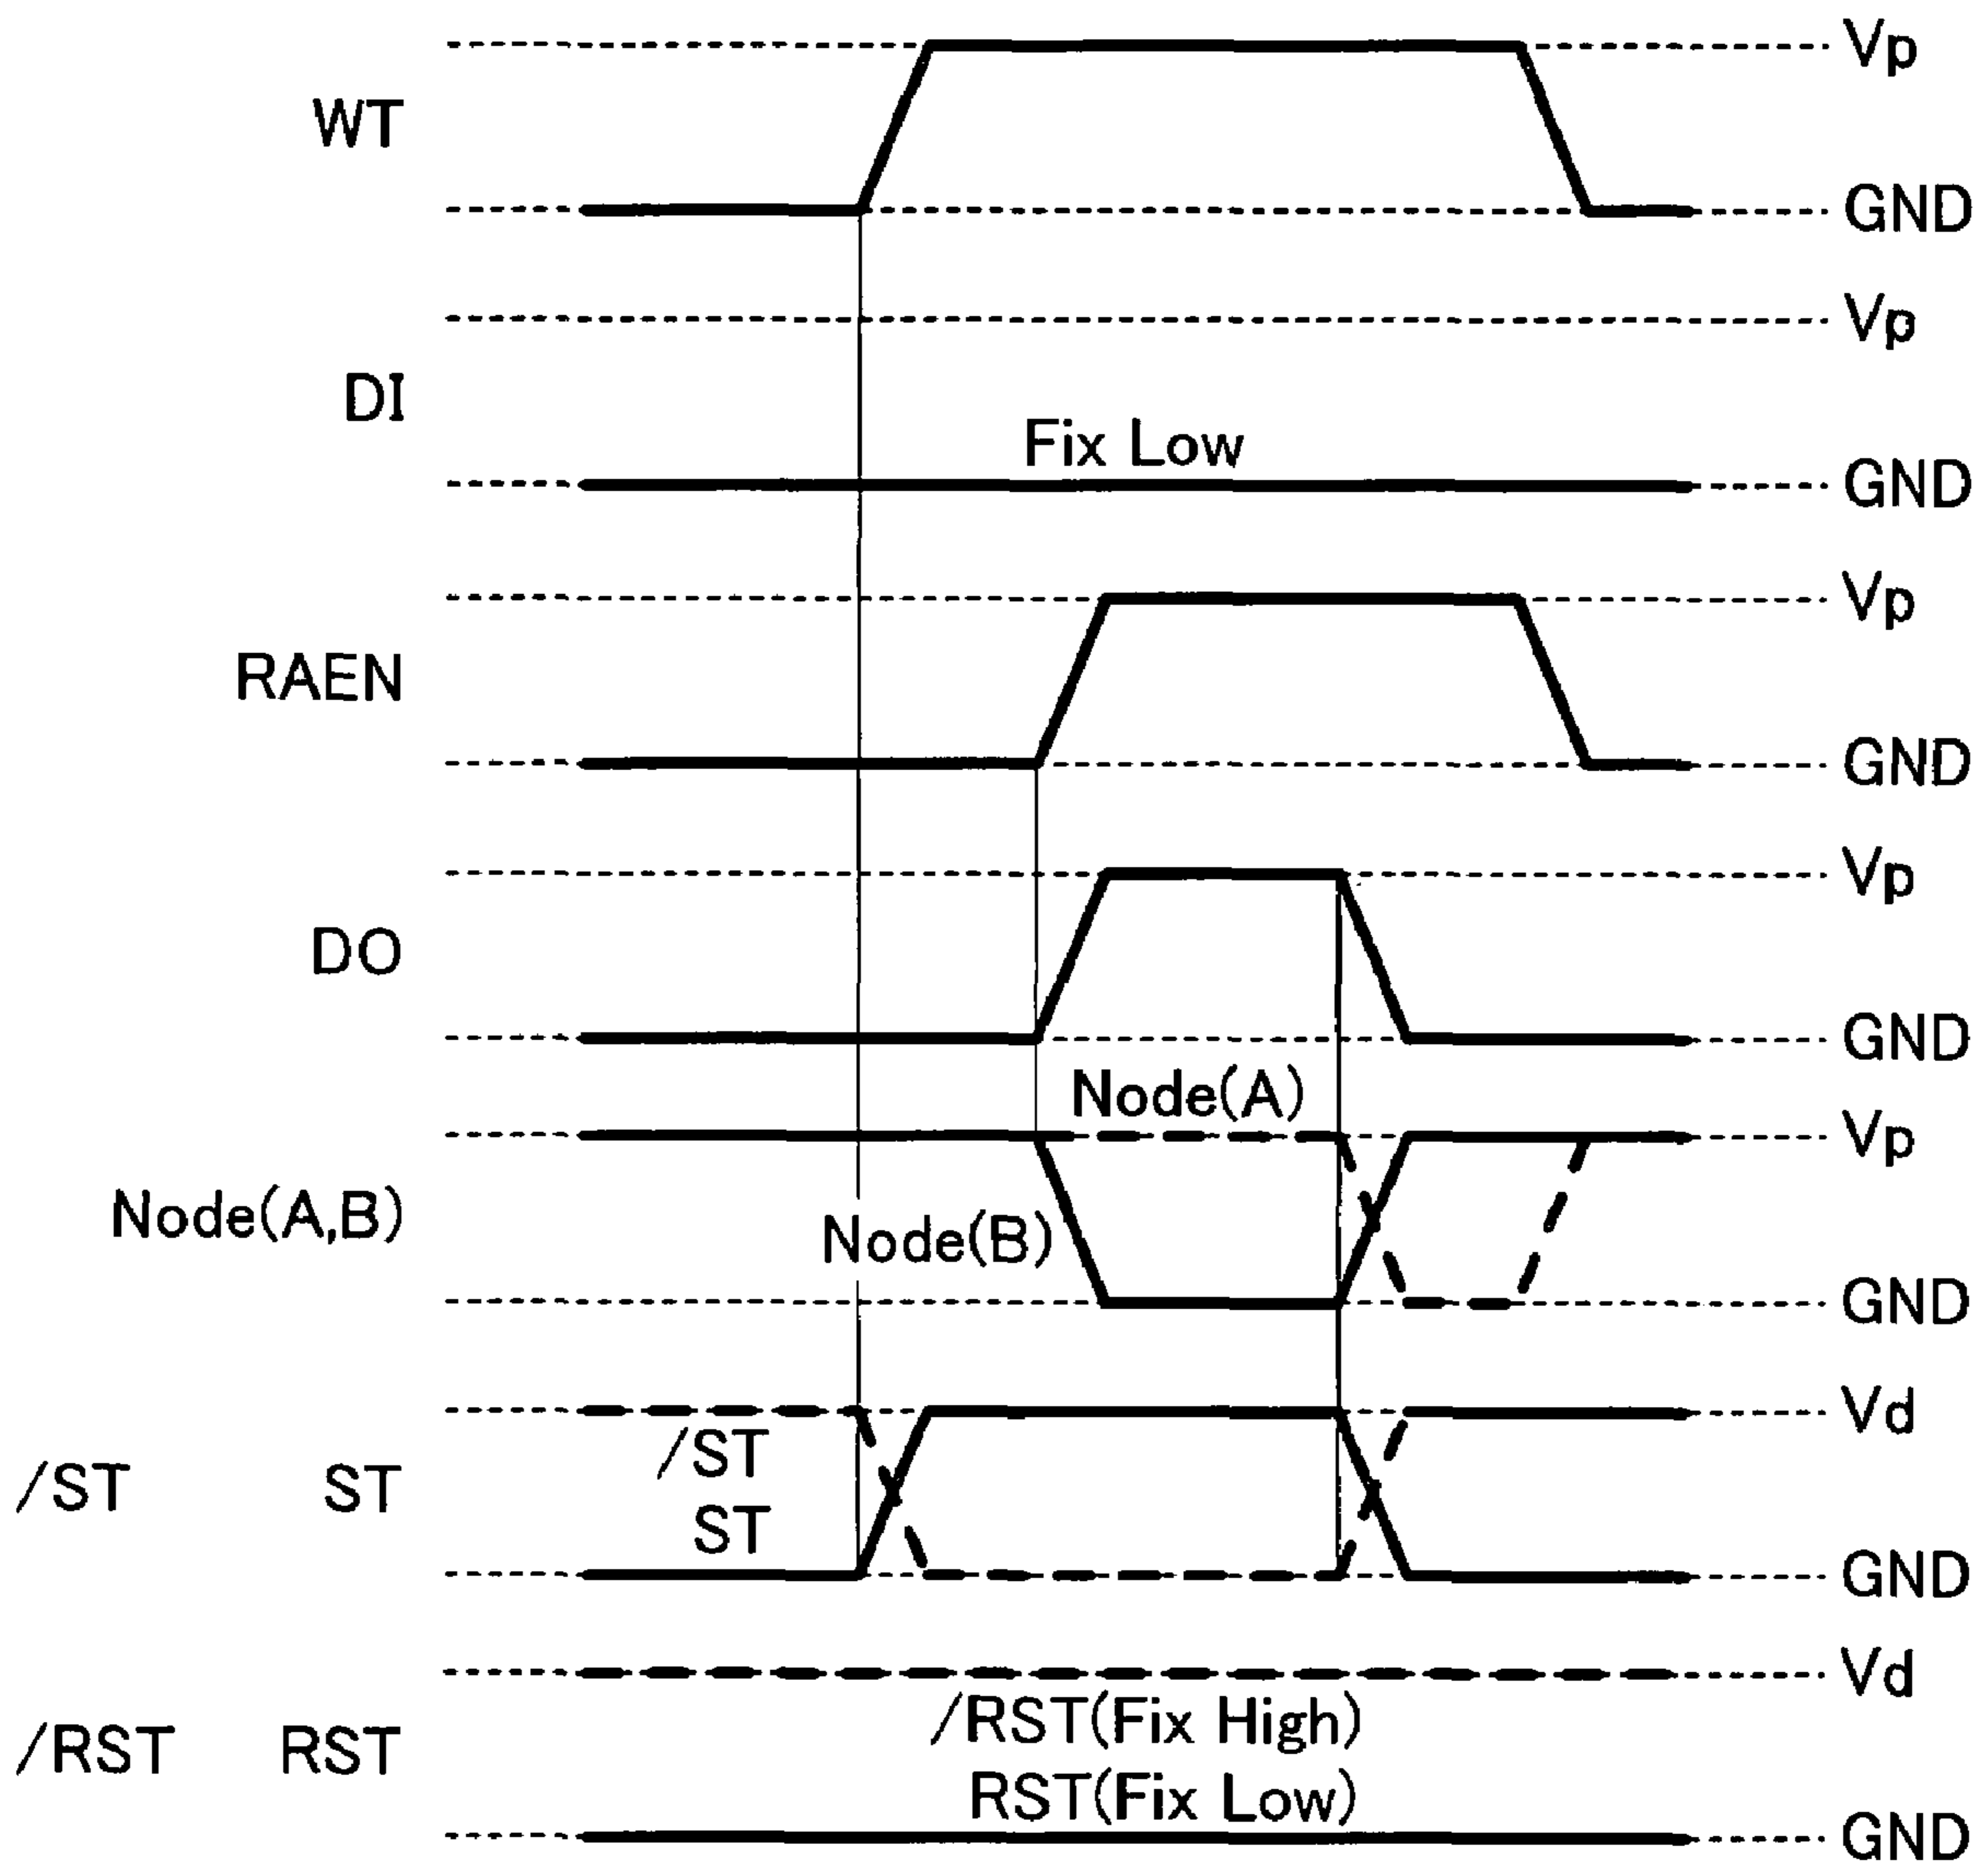 Vp
WT
GND
Vp
DI
Fix Low
GND
Vp
RAEN
GND
Vp
DO
GND
Node(A)
Vp
Node(A,B)
Node(B)
GND
Vd
/ST
/ST ST
ST
GND
Vd
/RST(Fix High)
/RST RST
RST(Fix Low)
GND